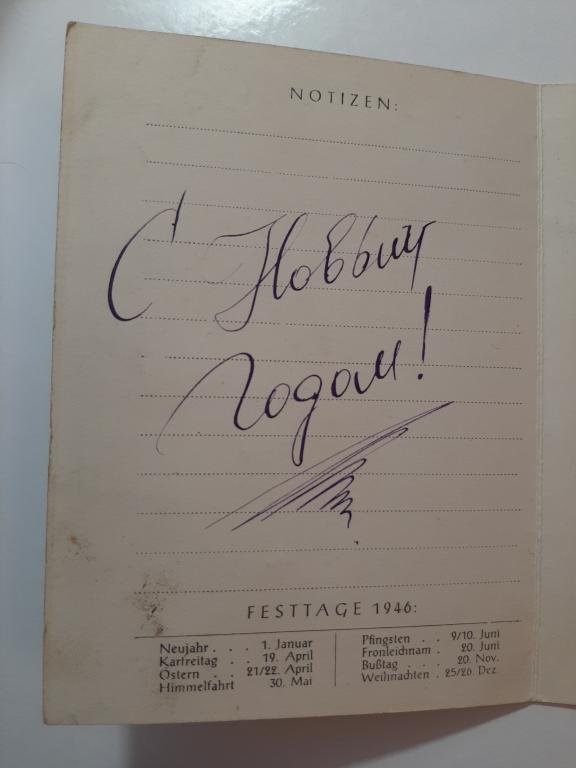 NOTIZEN:
С Новым
годом!
FESTTAGE 1946:
Neujahr . . . 1. Januar
Karfreitag . . 19. April
Ostern . . 21/22. April
Himmelfahrt 30. Mai
Pfingsten . . 9/10. Juni
Fronleichnam . 20. Juni
Bußtag . . . 20. Nov.
Weihnachten . 25/26. Dez.